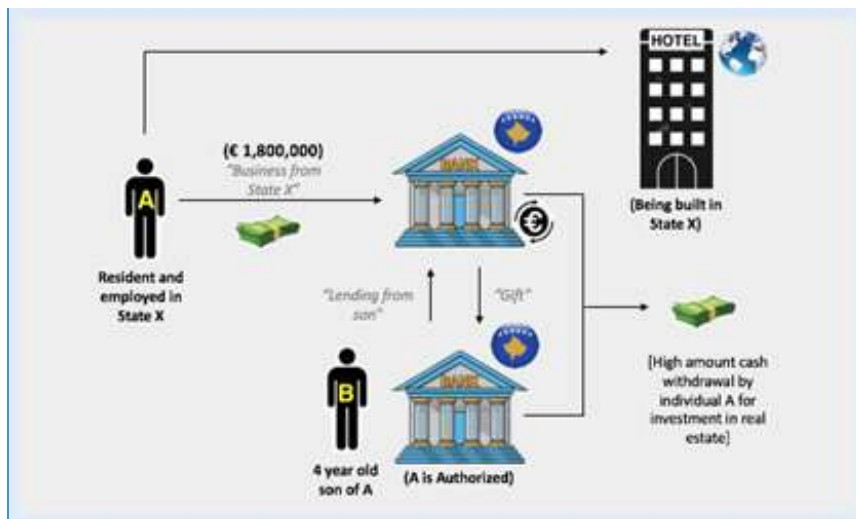 HOTEL
(€ 1,800,000)
"Business from
State X"
BANK
A
(Being built in
State X)
Resident and
employed in
State X
"Lending from
son"
"Gift"
BANK
B
[High amount cash
withdrawal by
individual A for
investment in real
estate]
4 year old
son of A
(A is Authorized)
€